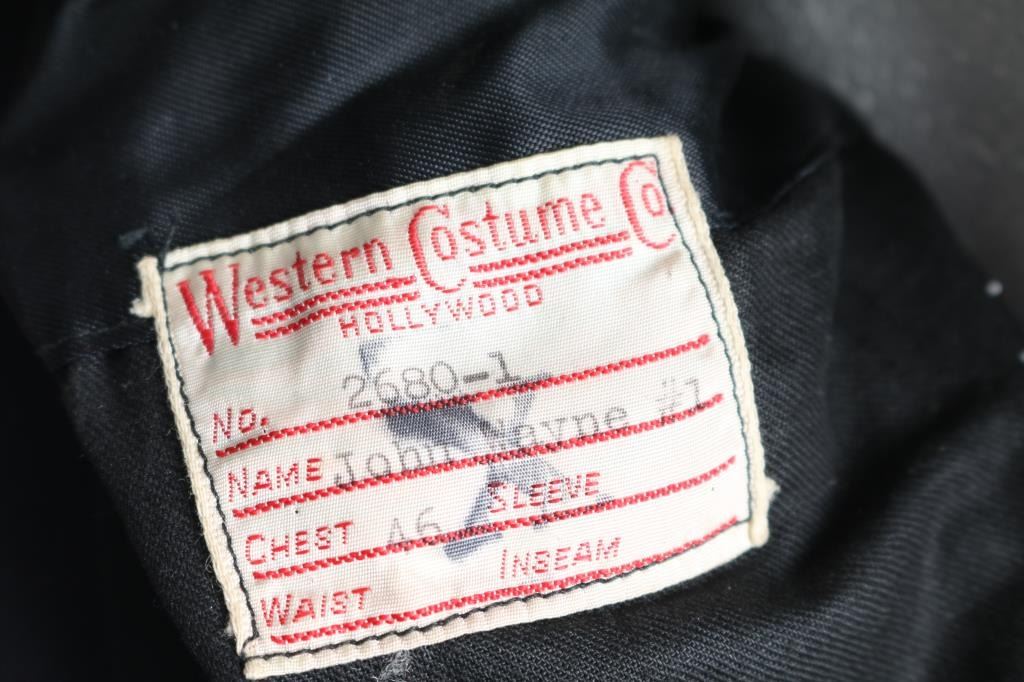 Western Costume Co
HOLLYWOOD
No. 2680-1
NAME John Wayne #1
CHEST 46 SLEEVE
WAIST INSEAM